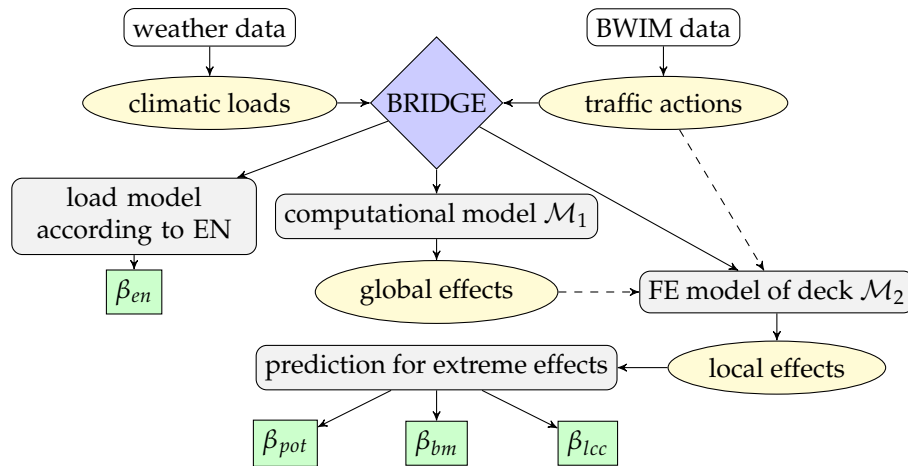 weather data
BWIM data
climatic loads
BRIDGE
traffic actions
load model
according to EN
computational model ℳ₁
β_en
global effects
FE model of deck ℳ₂
prediction for extreme effects
local effects
β_pot
β_bm
β_lcc